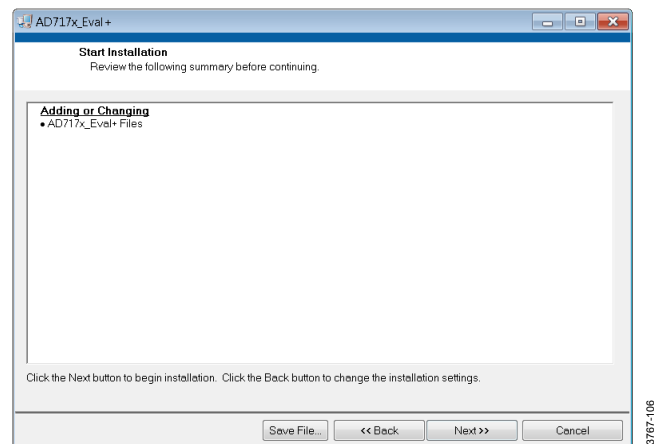 AD717x_Eval+
Start Installation
Review the following summary before continuing.
Adding or Changing
• AD717x_Eval+ Files
Click the Next button to begin installation. Click the Back button to change the installation settings.
Save File... << Back Next >> Cancel
3767-106